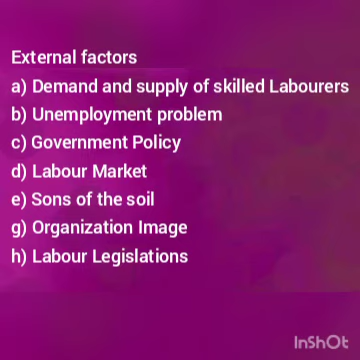 External factors
a) Demand and supply of skilled Labourers
b) Unemployment problem
c) Government Policy
d) Labour Market
e) Sons of the soil
g) Organization Image
h) Labour Legislations
InShOt